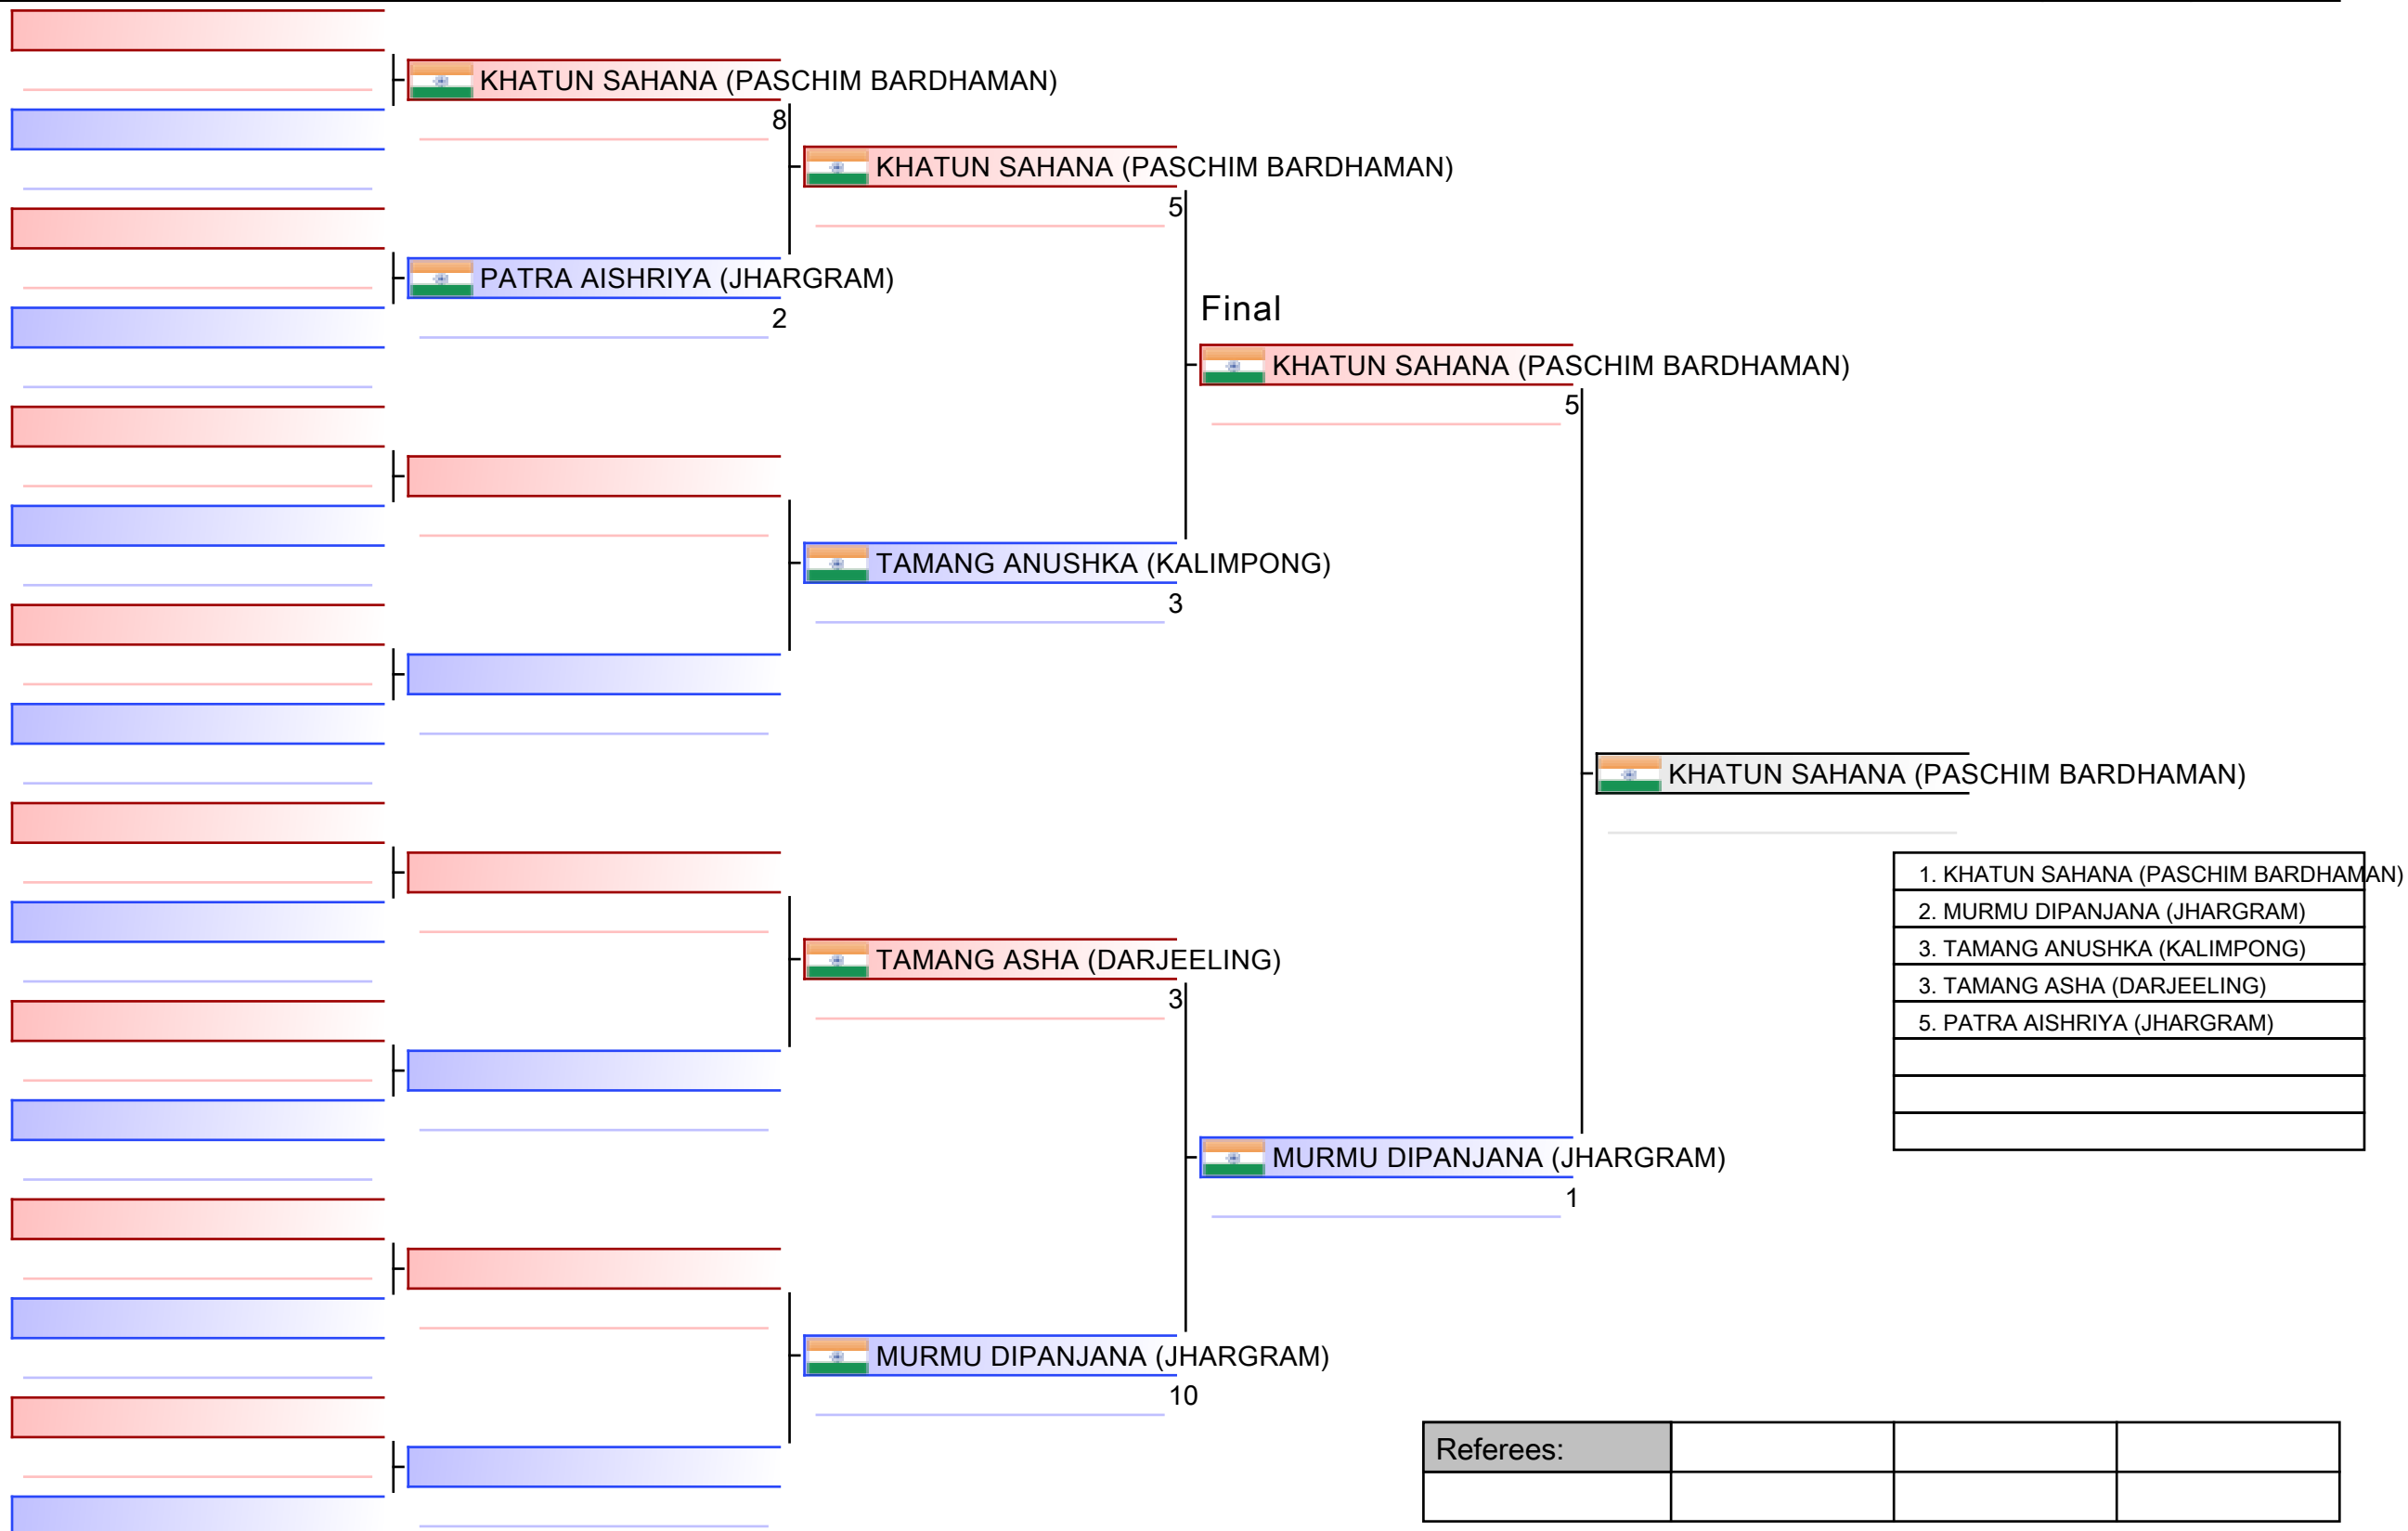 KHATUN SAHANA (PASCHIM BARDHAMAN)
8
PATRA AISHRIYA (JHARGRAM)
2
KHATUN SAHANA (PASCHIM BARDHAMAN)
5
TAMANG ANUSHKA (KALIMPONG)
3
TAMANG ASHA (DARJEELING)
3
MURMU DIPANJANA (JHARGRAM)
10
Final
KHATUN SAHANA (PASCHIM BARDHAMAN)
5
MURMU DIPANJANA (JHARGRAM)
1
KHATUN SAHANA (PASCHIM BARDHAMAN)
1. KHATUN SAHANA (PASCHIM BARDHAMAN)
2. MURMU DIPANJANA (JHARGRAM)
3. TAMANG ANUSHKA (KALIMPONG)
3. TAMANG ASHA (DARJEELING)
5. PATRA AISHRIYA (JHARGRAM)
Referees: